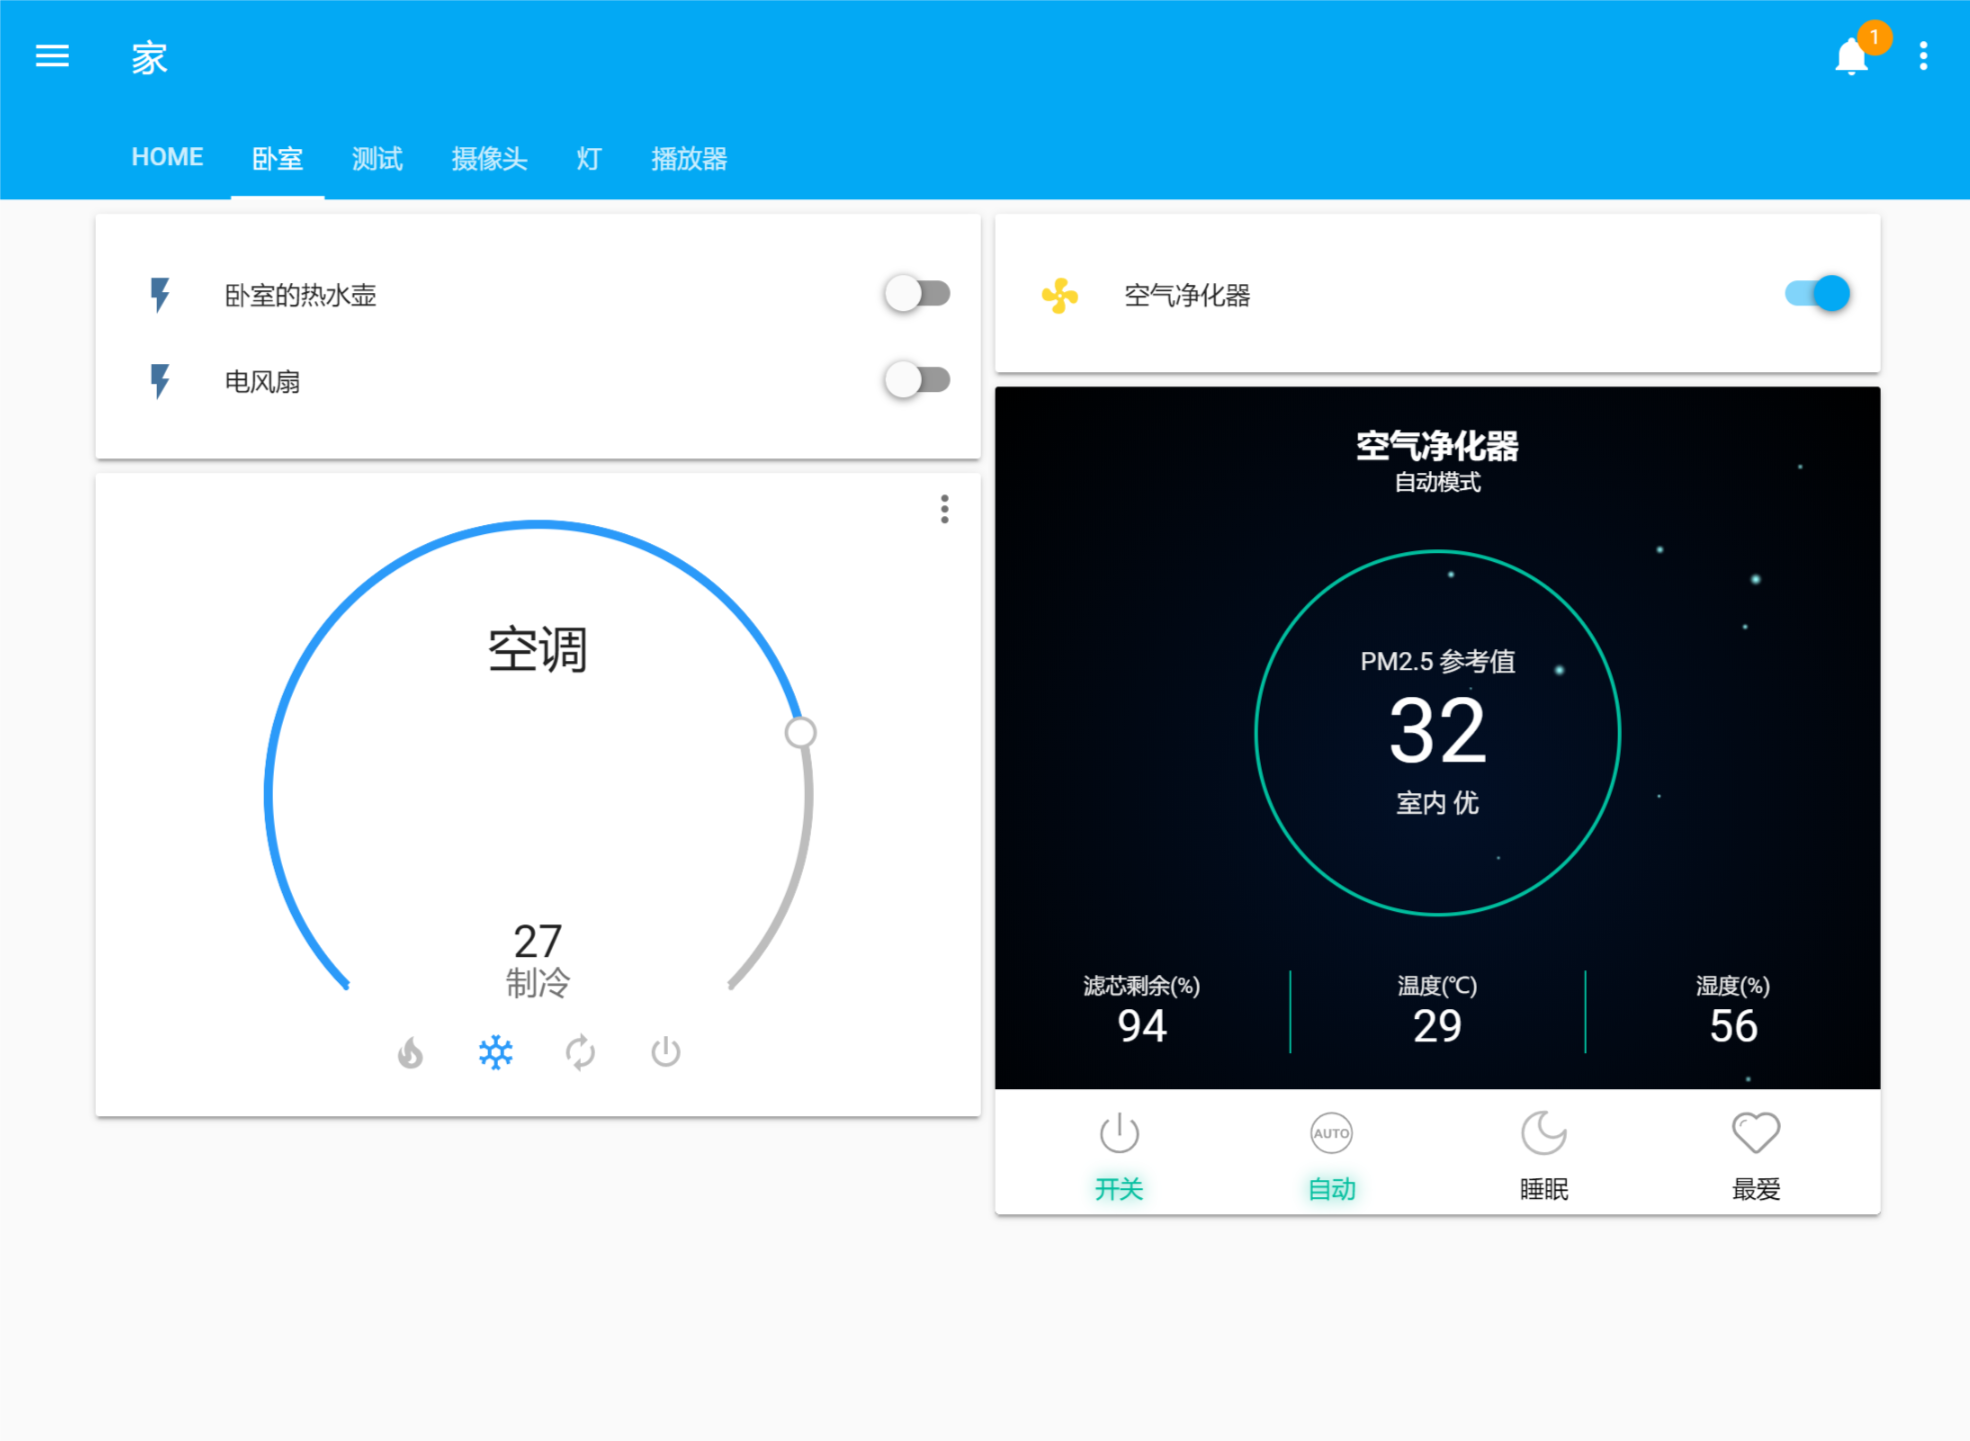 家
1
HOME 卧室 测试 摄像头 灯 播放器
卧室的热水壶
电风扇
空调
27
制冷
空气净化器
空气净化器
自动模式
PM2.5 参考值
32
室内 优
滤芯剩余(%) 温度(℃) 湿度(%)
94 29 56
AUTO
开关 自动 睡眠 最爱